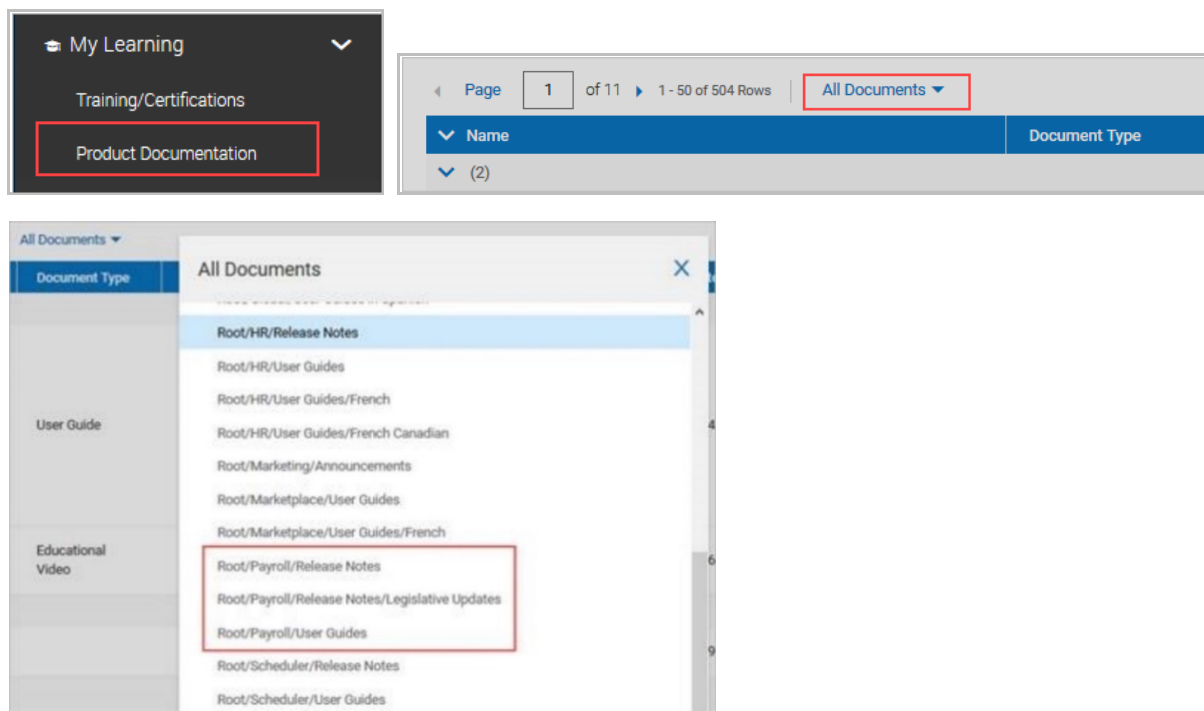 My Learning
Training/Certifications
Product Documentation
Page 1 of 11 1 - 50 of 504 Rows All Documents
Name Document Type
(2)
All Documents
Document Type
User Guide
Educational
Video
All Documents X
Root/HR/Release Notes
Root/HR/User Guides
Root/HR/User Guides/French
Root/HR/User Guides/French Canadian
Root/Marketing/Announcements
Root/Marketplace/User Guides
Root/Marketplace/User Guides/French
Root/Payroll/Release Notes
Root/Payroll/Release Notes/Legislative Updates
Root/Payroll/User Guides
Root/Scheduler/Release Notes
Root/Scheduler/User Guides
4
6
9